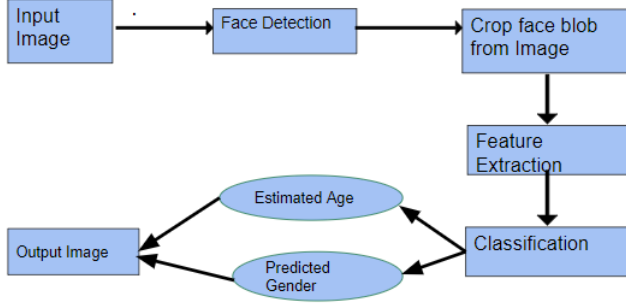 Input
Image
Face Detection
Crop face blob
from Image
Feature
Extraction
Estimated Age
Classification
Output Image
Predicted
Gender